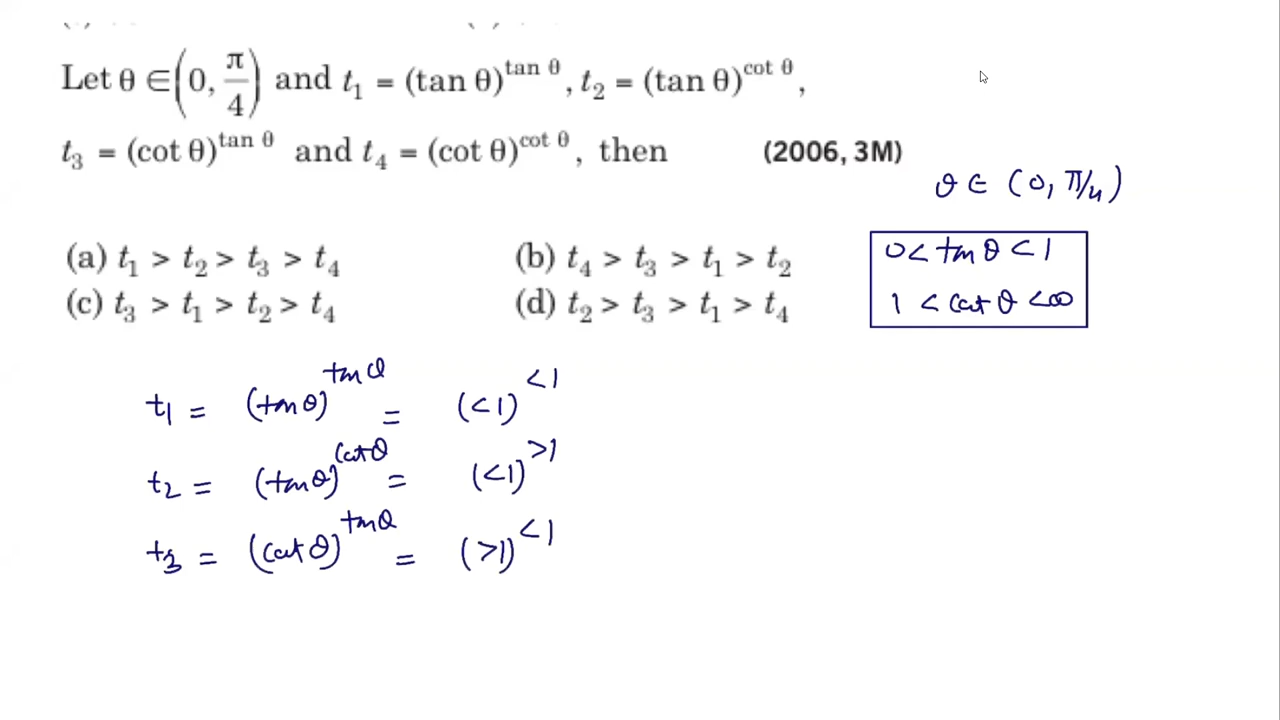 Let θ ∈ (0, π/4) and t₁ = (tan θ)^(tan θ), t₂ = (tan θ)^(cot θ),
t₃ = (cot θ)^(tan θ) and t₄ = (cot θ)^(cot θ), then (2006, 3M)
θ ∈ (0, π/4)
(a) t₁ > t₂ > t₃ > t₄ (b) t₄ > t₃ > t₁ > t₂
(c) t₃ > t₁ > t₂ > t₄ (d) t₂ > t₃ > t₁ > t₄
0 < tan θ < 1
1 < cot θ < ∞
t₁ = (tan θ)^(tan θ) = (<1)^(<1)
t₂ = (tan θ)^(cot θ) = (<1)^(>1)
t₃ = (cot θ)^(tan θ) = (>1)^(<1)